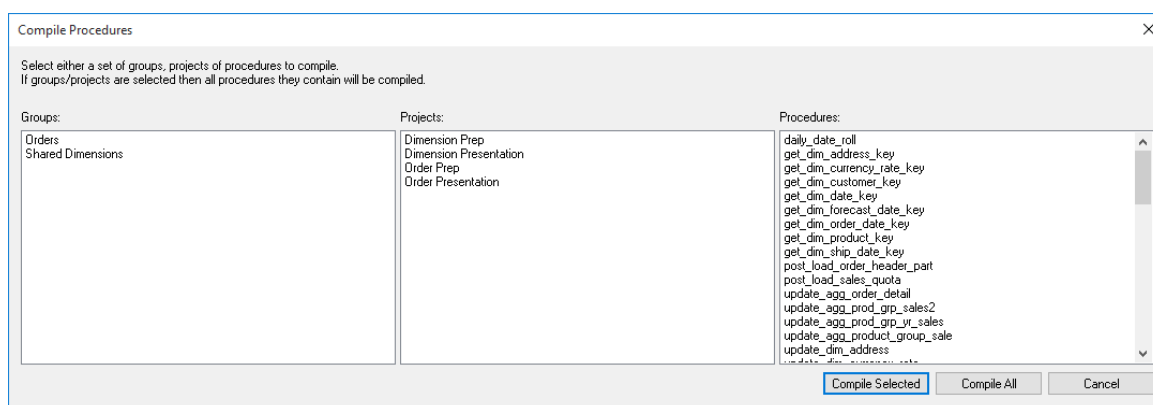 Compile Procedures
Select either a set of groups, projects of procedures to compile.
If groups/projects are selected then all procedures they contain will be compiled.
Groups:
Orders
Shared Dimensions
Projects:
Dimension Prep
Dimension Presentation
Order Prep
Order Presentation
Procedures:
daily_date_roll
get_dim_address_key
get_dim_currency_rate_key
get_dim_customer_key
get_dim_date_key
get_dim_forecast_date_key
get_dim_order_date_key
get_dim_product_key
get_dim_ship_date_key
post_load_order_header_part
post_load_sales_quota
update_agg_order_detail
update_agg_prod_grp_sales2
update_agg_prod_grp_yr_sales
update_agg_product_group_sale
update_dim_address
Compile Selected
Compile All
Cancel